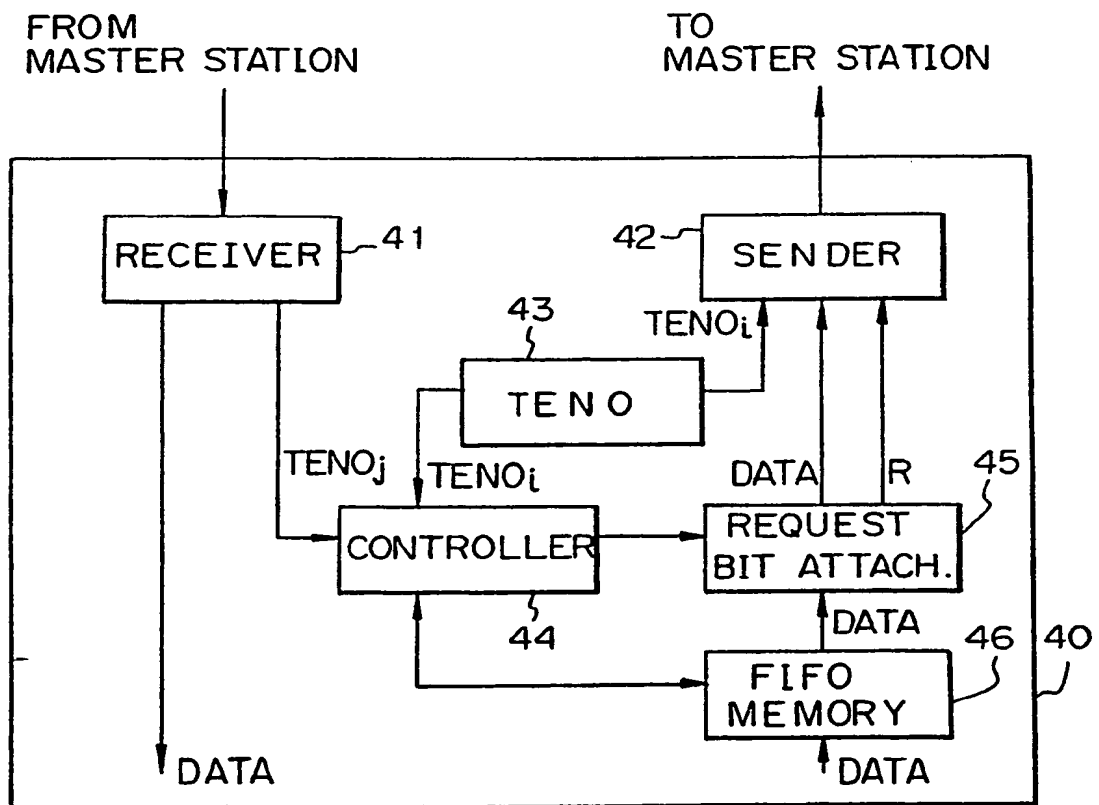 FROM
MASTER STATION
TO
MASTER STATION
RECEIVER
41
42
SENDER
43
TENOi
TENO
TENOj
TENOi
DATA
R
45
CONTROLLER
REQUEST
BIT ATTACH.
44
DATA
46
40
FIFO
MEMORY
DATA
DATA